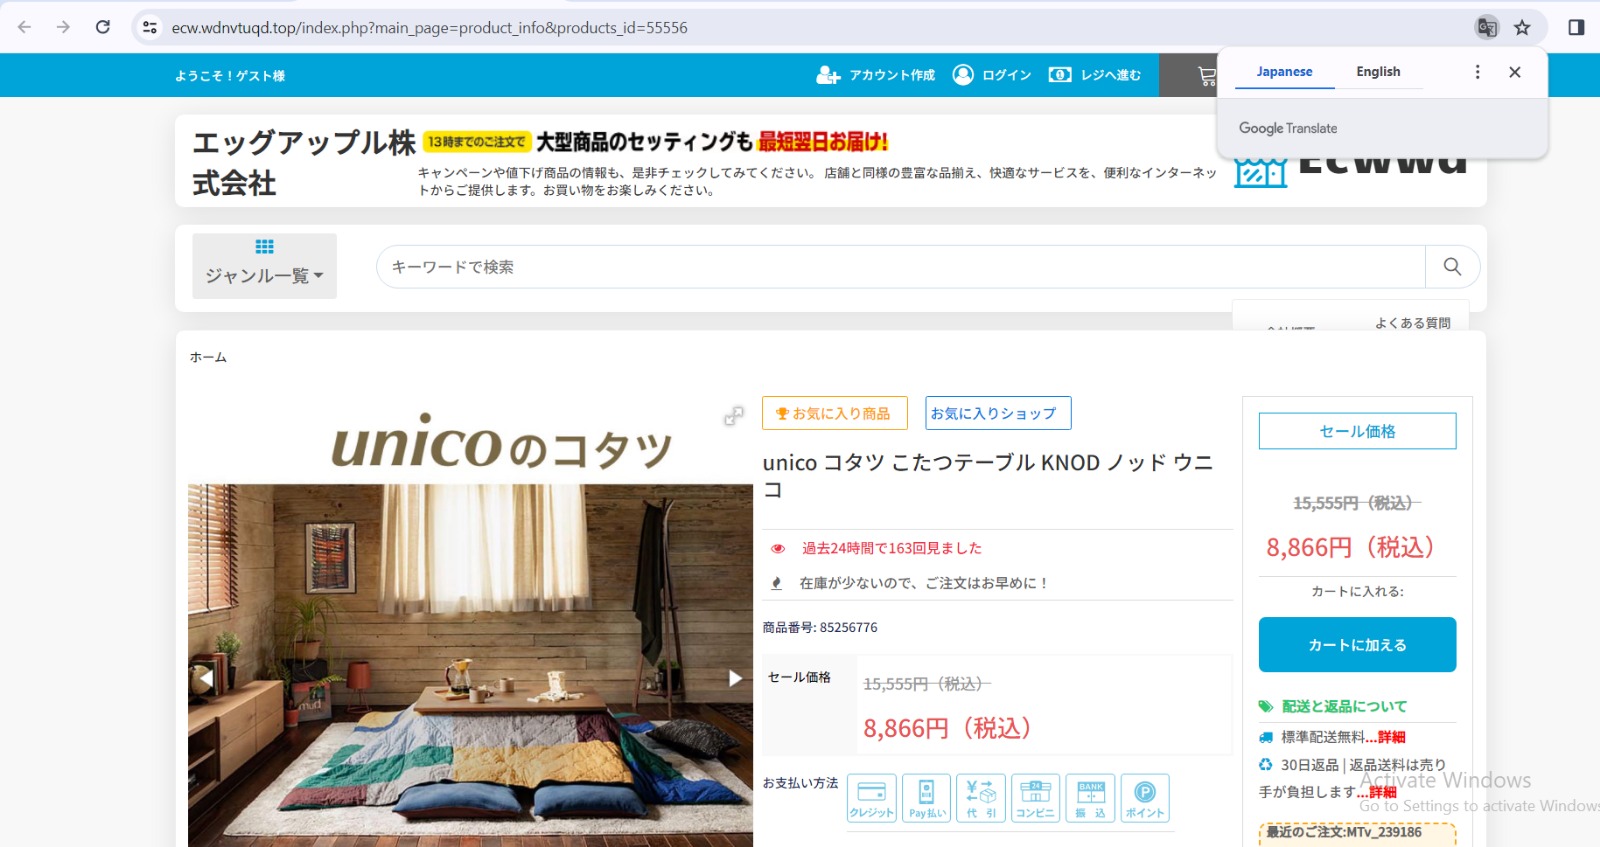 ecw.wdnvtuqd.top/index.php?main_page=product_info&products_id=55556
Japanese
English
Google Translate
ようこそ！ゲスト様
アカウント作成
ログイン
レジへ進む
エッグアップル株
式会社
13時までのご注文で 大型商品のセッティングも 最短翌日お届け!
キャンペーンや値下げ商品の情報も、是非チェックしてみてください。 店舗と同様の豊富な品揃え、快適なサービスを、便利なインターネッ
トからご提供します。お買い物をお楽しみください。
Ecwwd
ジャンル一覧
キーワードで検索
会社概要
よくある質問
ホーム
unicoのコタツ
お気に入り商品
お気に入りショップ
unico コタツ こたつテーブル KNOD ノッド ウニ
コ
過去24時間で163回見ました
在庫が少ないので、ご注文はお早めに！
商品番号: 85256776
セール価格
15,555円（税込）
8,866円（税込）
お支払い方法
クレジット
Pay払い
代 引
24
コンビニ
BANK
振 込
P
ポイント
セール価格
15,555円（税込）
8,866円（税込）
カートに入れる:
カートに加える
配送と返品について
標準配送無料...詳細
30日返品 | 返品送料は売り
手が負担します...詳細
最近のご注文:MTv_239186
Activate Windows
Go to Settings to activate Windows